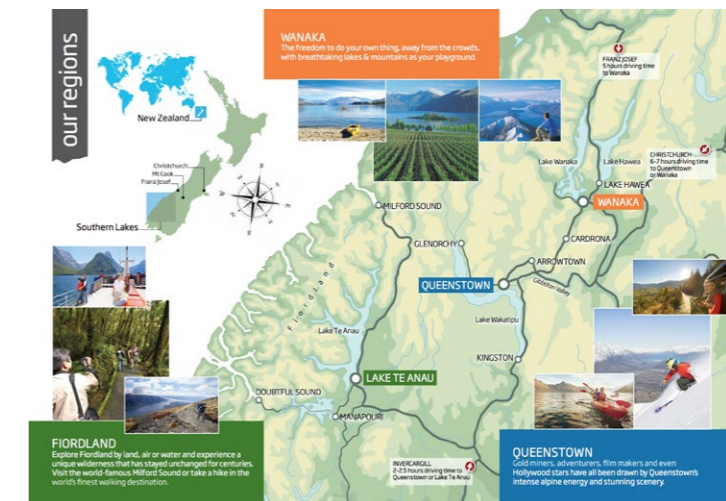 our regions
WANAKA
The freedom to do your own thing, away from the crowds,
with breathtaking lakes & mountains as your playground.
New Zealand
Christchurch
Mt Cook
Franz Josef
Southern Lakes
FRANZ JOSEF
5 hours driving time
to Wanaka
CHRISTCHURCH
6-7 hours driving time
to Queenstown
or Wanaka
Lake Wanaka
Lake Hawea
LAKE HAWEA
WANAKA
MILFORD SOUND
GLENORCHY
CARDRONA
ARROWTOWN
QUEENSTOWN
Gibbston Valley
Fiordland
Lake Wakatipu
Lake Te Anau
KINGSTON
LAKE TE ANAU
DOUBTFUL SOUND
MANAPOURI
INVERCARGILL
2-2.5 hours driving time to
Queenstown or Lake Te Anau
FIORDLAND
Explore Fiordland by land, air or water and experience a
unique wilderness that has stayed unchanged for centuries.
Visit the world-famous Milford Sound or take a hike in the
world's finest walking destination.
QUEENSTOWN
Gold miners, adventurers, film makers and even
Hollywood stars have all been drawn by Queenstown's
intense alpine energy and stunning scenery.